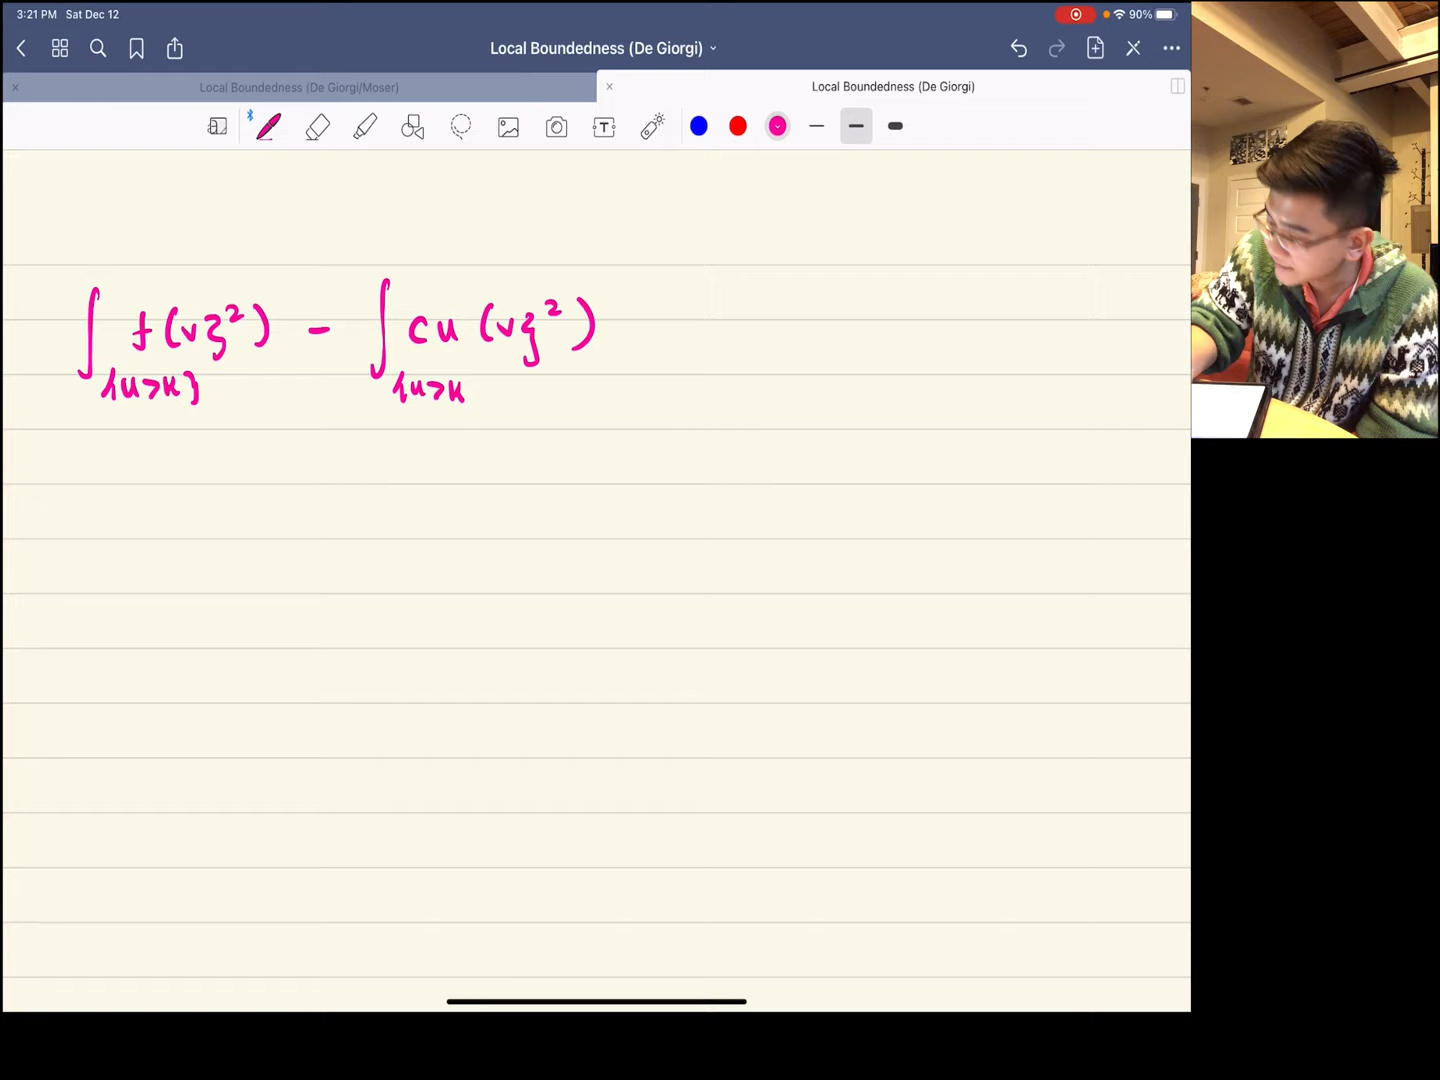 3:21 PM Sat Dec 12
90%
Local Boundedness (De Giorgi)
Local Boundedness (De Giorgi/Moser)
Local Boundedness (De Giorgi)
T
∫_{u>k} f(vζ²) - ∫_{u>k cu(vζ²)